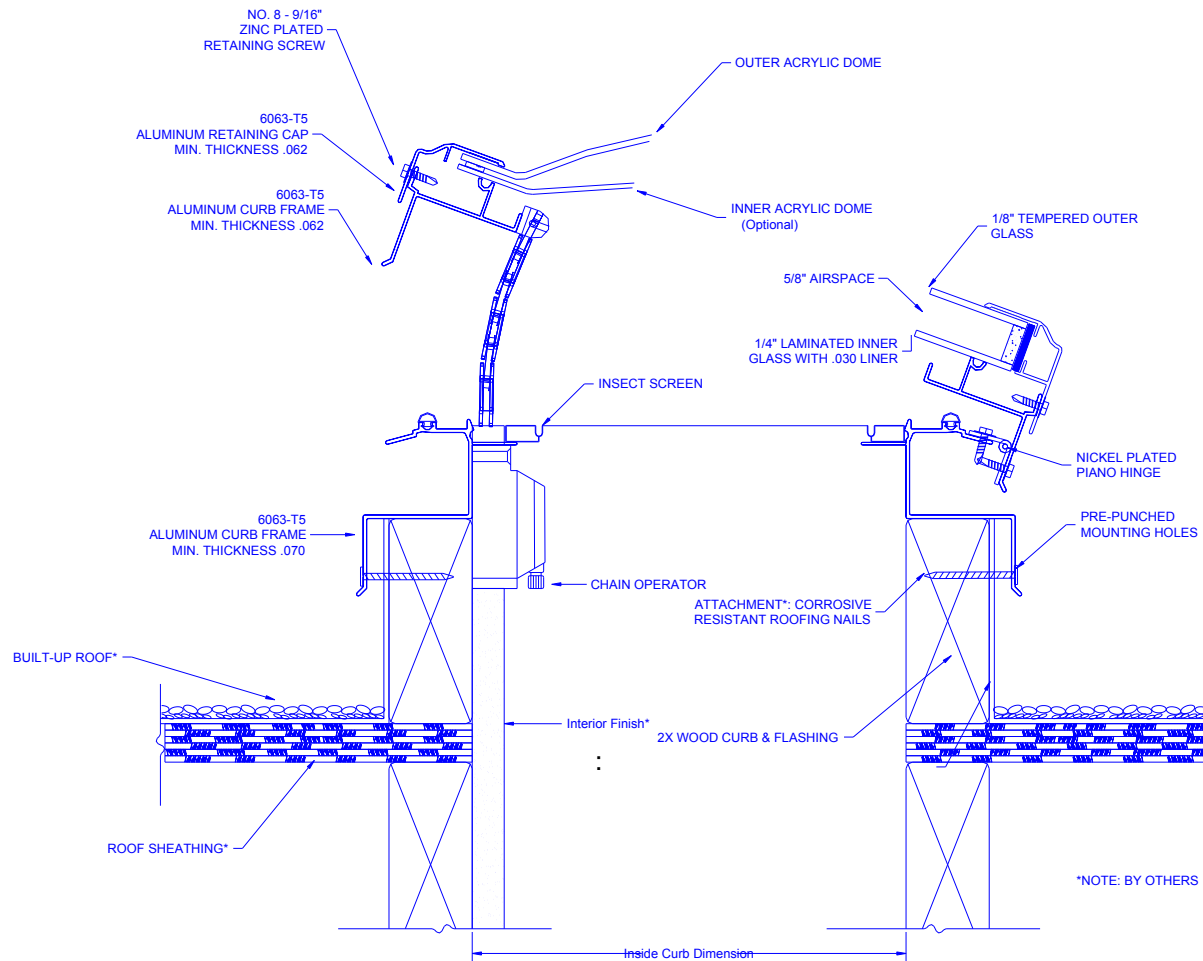 NO. 8 - 9/16"
ZINC PLATED
RETAINING SCREW
OUTER ACRYLIC DOME
6063-T5
ALUMINUM RETAINING CAP
MIN. THICKNESS .062
6063-T5
ALUMINUM CURB FRAME
MIN. THICKNESS .062
INNER ACRYLIC DOME
(Optional)
1/8" TEMPERED OUTER
GLASS
5/8" AIRSPACE
1/4" LAMINATED INNER
GLASS WITH .030 LINER
INSECT SCREEN
NICKEL PLATED
PIANO HINGE
6063-T5
ALUMINUM CURB FRAME
MIN. THICKNESS .070
PRE-PUNCHED
MOUNTING HOLES
CHAIN OPERATOR
ATTACHMENT*: CORROSIVE
RESISTANT ROOFING NAILS
BUILT-UP ROOF*
Interior Finish*
2X WOOD CURB & FLASHING
:
ROOF SHEATHING*
*NOTE: BY OTHERS
Inside Curb Dimension